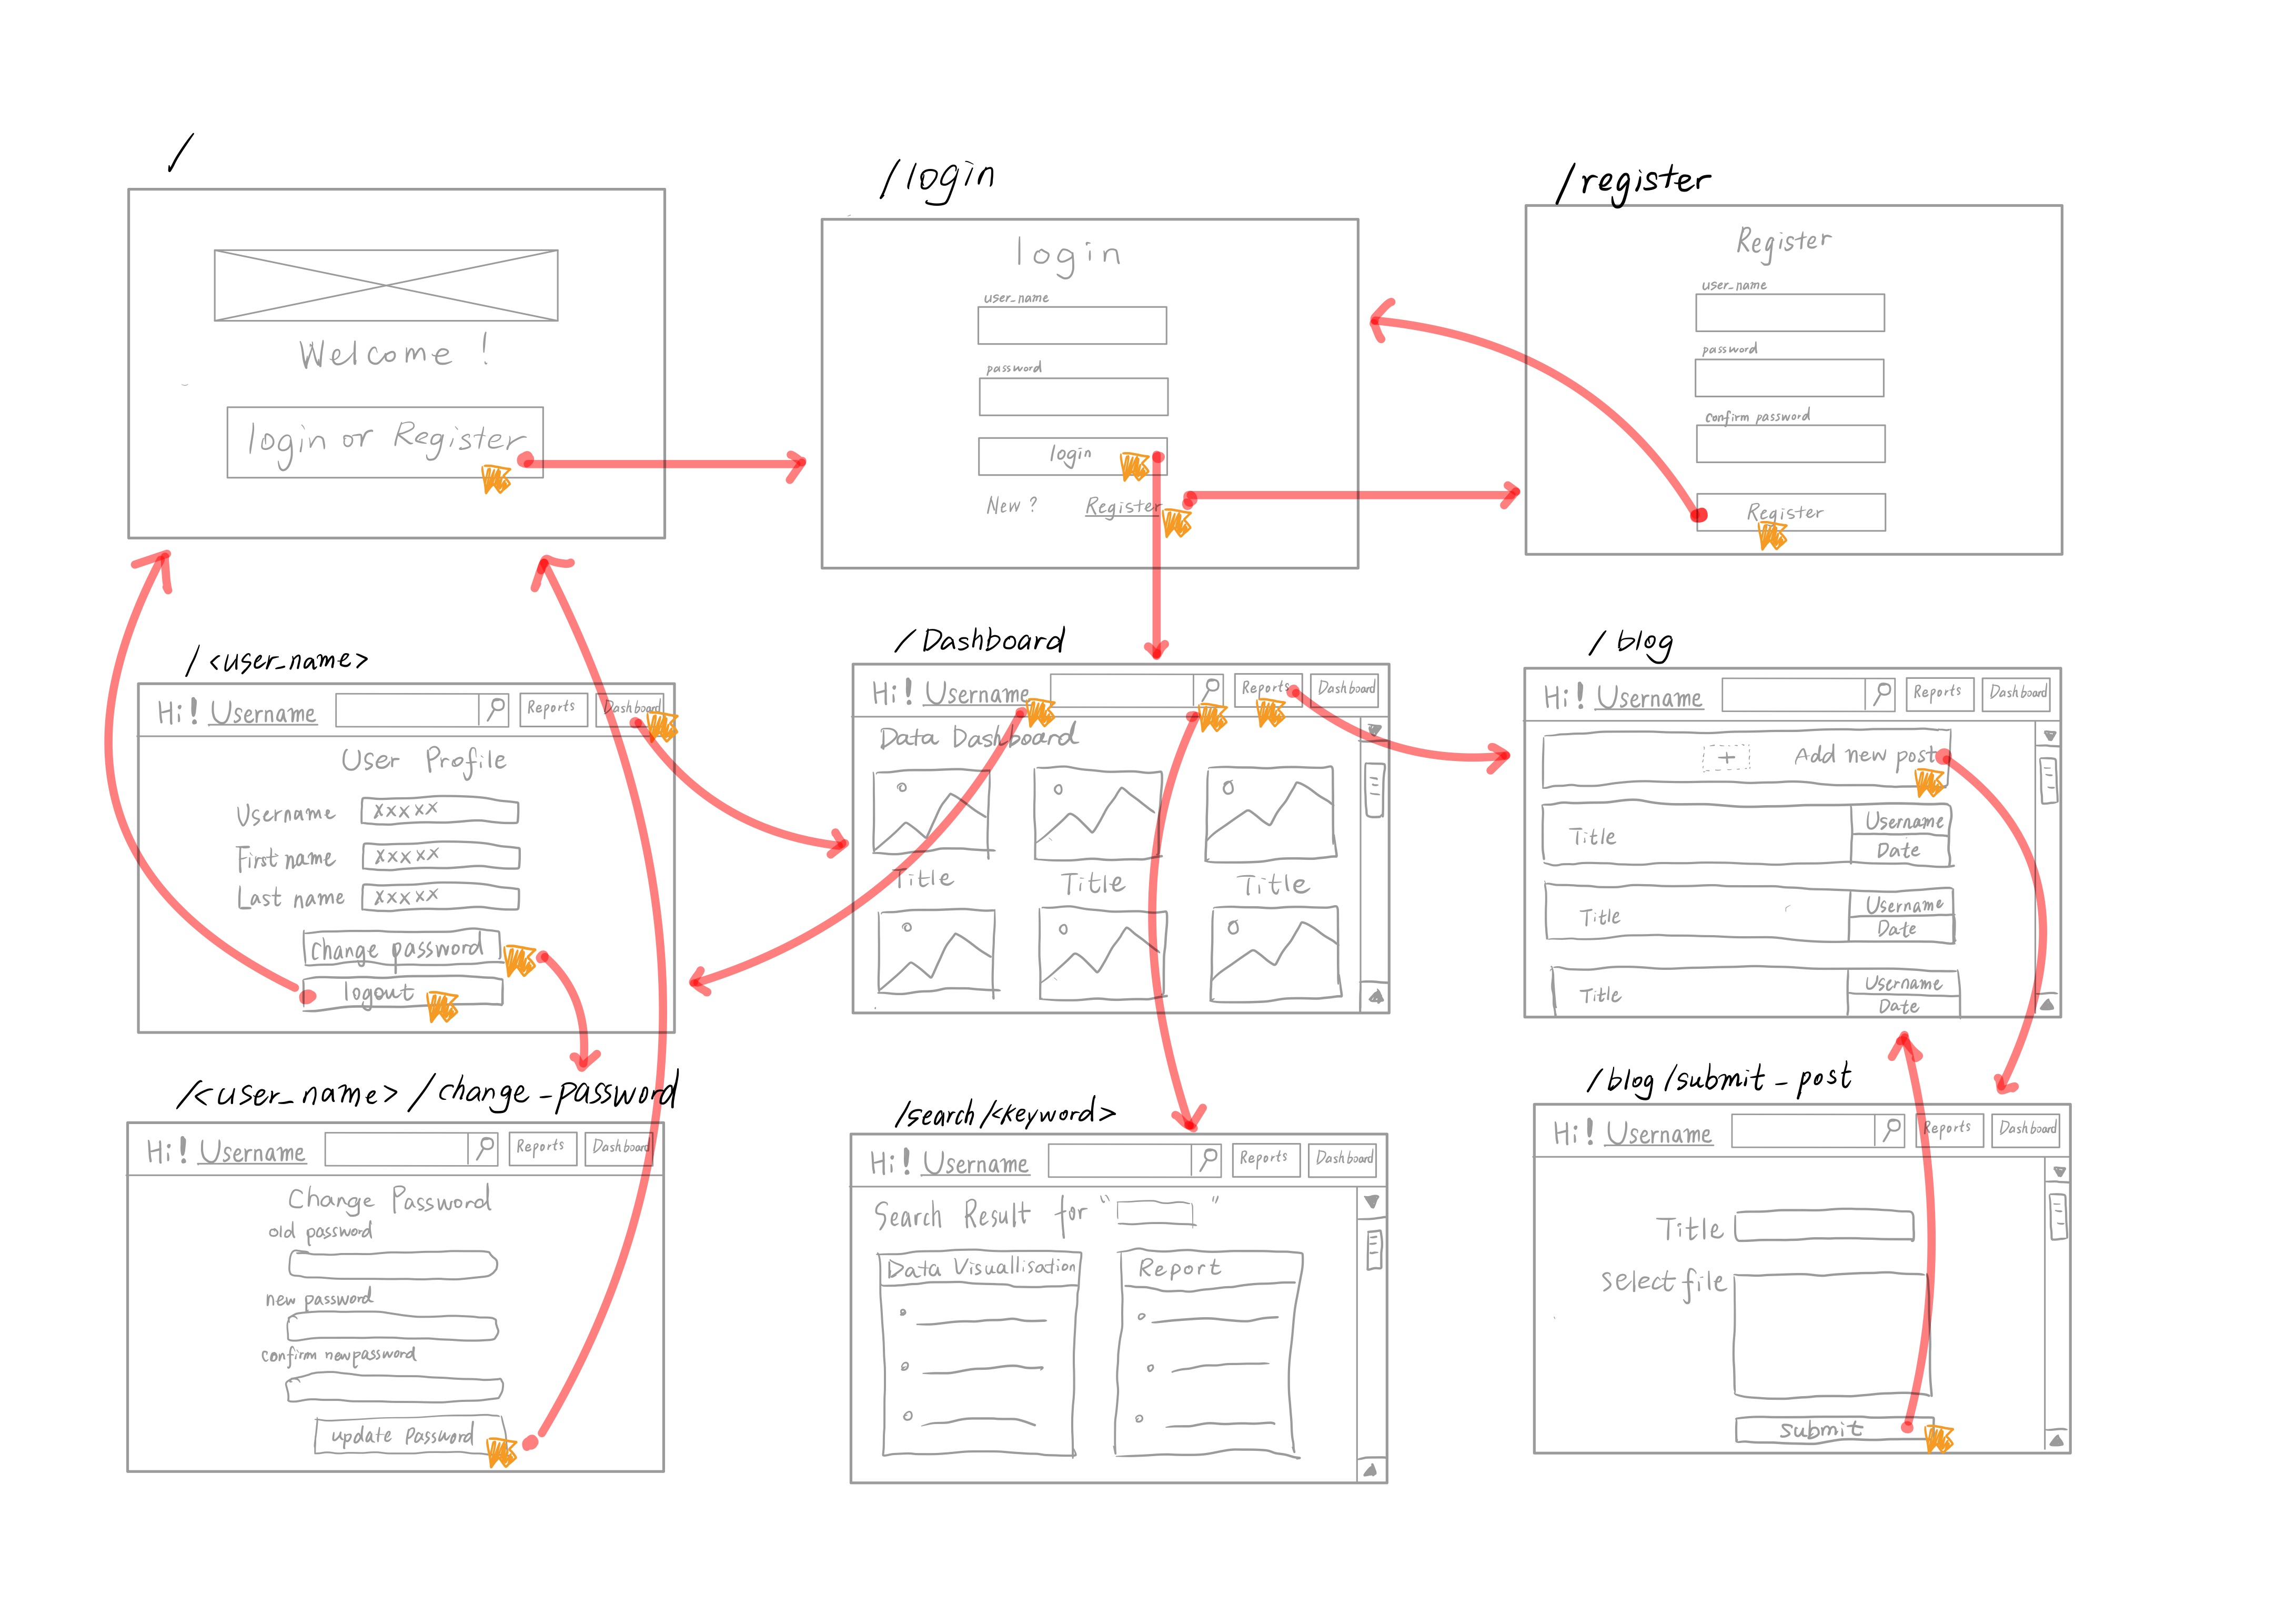 /
Welcome !
login or Register
/login
login
user_name
password
login
New ? Register
/register
Register
user_name
password
confirm password
Register
/<user_name>
Hi! Username Reports Dashboard
User Profile
Username xxxxx
First name xxxxx
Last name xxxxx
change password
logout
/Dashboard
Hi! Username Reports Dashboard
Data Dashboard
Title Title Title
/blog
Hi! Username Reports Dashboard
+ Add new post
Title Username
Date
Title Username
Date
Title Username
Date
/<user_name>/change_password
Hi! Username Reports Dashboard
Change Password
old password
new password
confirm new password
update Password
/search/<keyword>
Hi! Username Reports Dashboard
Search Result for " "
Data Visuallisation Report
/blog/submit_post
Hi! Username Reports Dashboard
Title
select file
submit